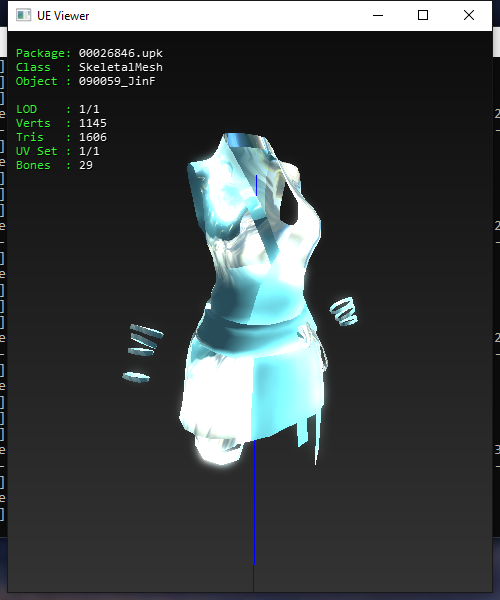 UE Viewer
Package: 00026846.upk
Class : SkeletalMesh
Object : 090059_JinF
LOD : 1/1
Verts : 1145
Tris : 1606
UV Set : 1/1
Bones : 29